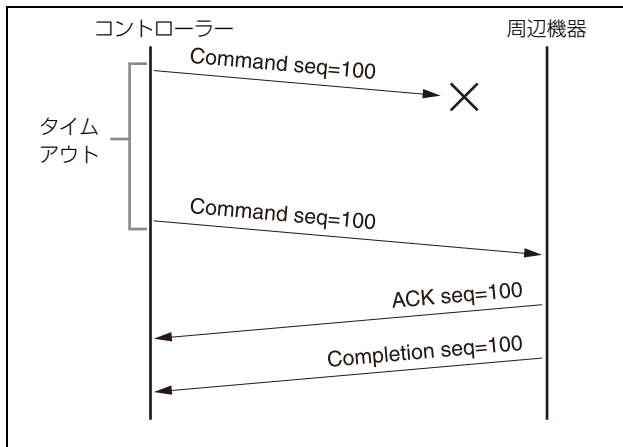 コントローラー
周辺機器
Command seq=100
タイム
アウト
Command seq=100
ACK seq=100
Completion seq=100